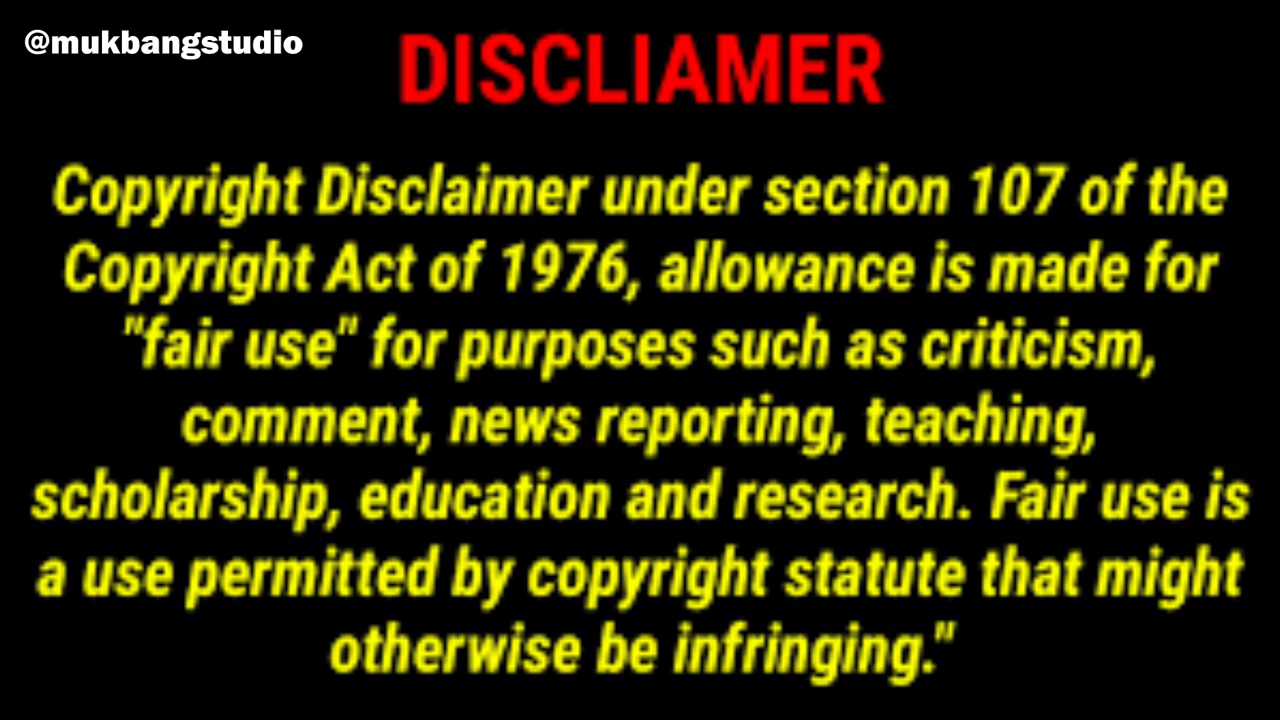 @mukbangstudio
DISCLIAMER
Copyright Disclaimer under section 107 of the
Copyright Act of 1976, allowance is made for
"fair use" for purposes such as criticism,
comment, news reporting, teaching,
scholarship, education and research. Fair use is
a use permitted by copyright statute that might
otherwise be infringing."